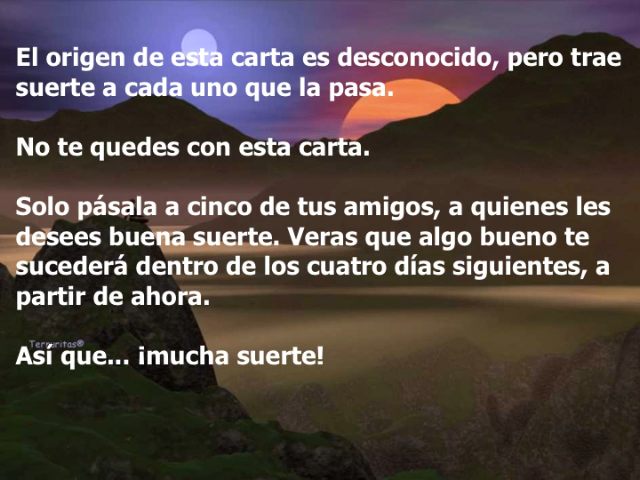 El origen de esta carta es desconocido, pero trae
suerte a cada uno que la pasa.
No te quedes con esta carta.
Solo pásala a cinco de tus amigos, a quienes les
desees buena suerte. Veras que algo bueno te
sucederá dentro de los cuatro días siguientes, a
partir de ahora.
Ternuritas®
Así que... ¡mucha suerte!